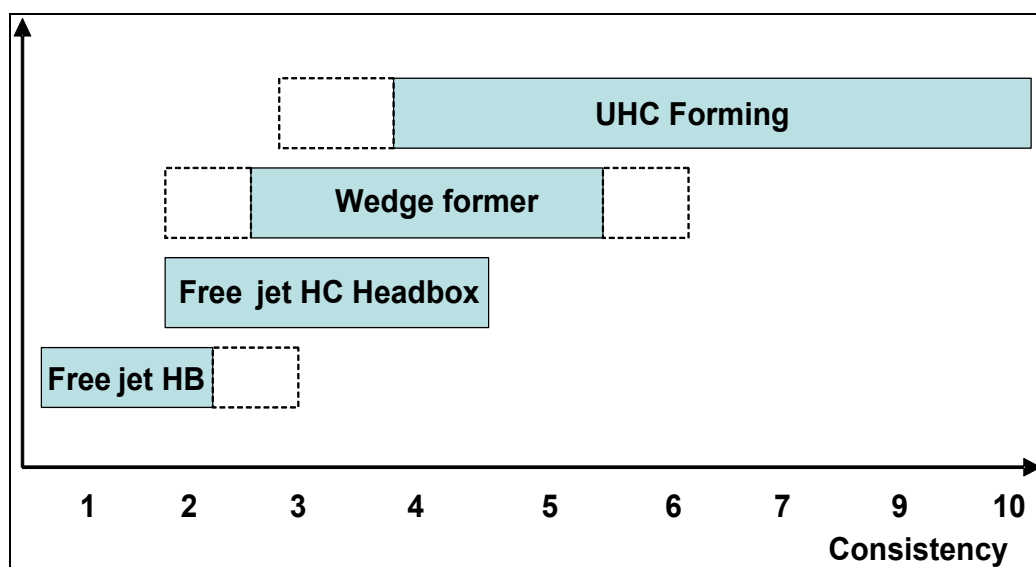 UHC Forming
Wedge former
Free jet HC Headbox
Free jet HB
1 2 3 4 5 6 7 9 10
Consistency